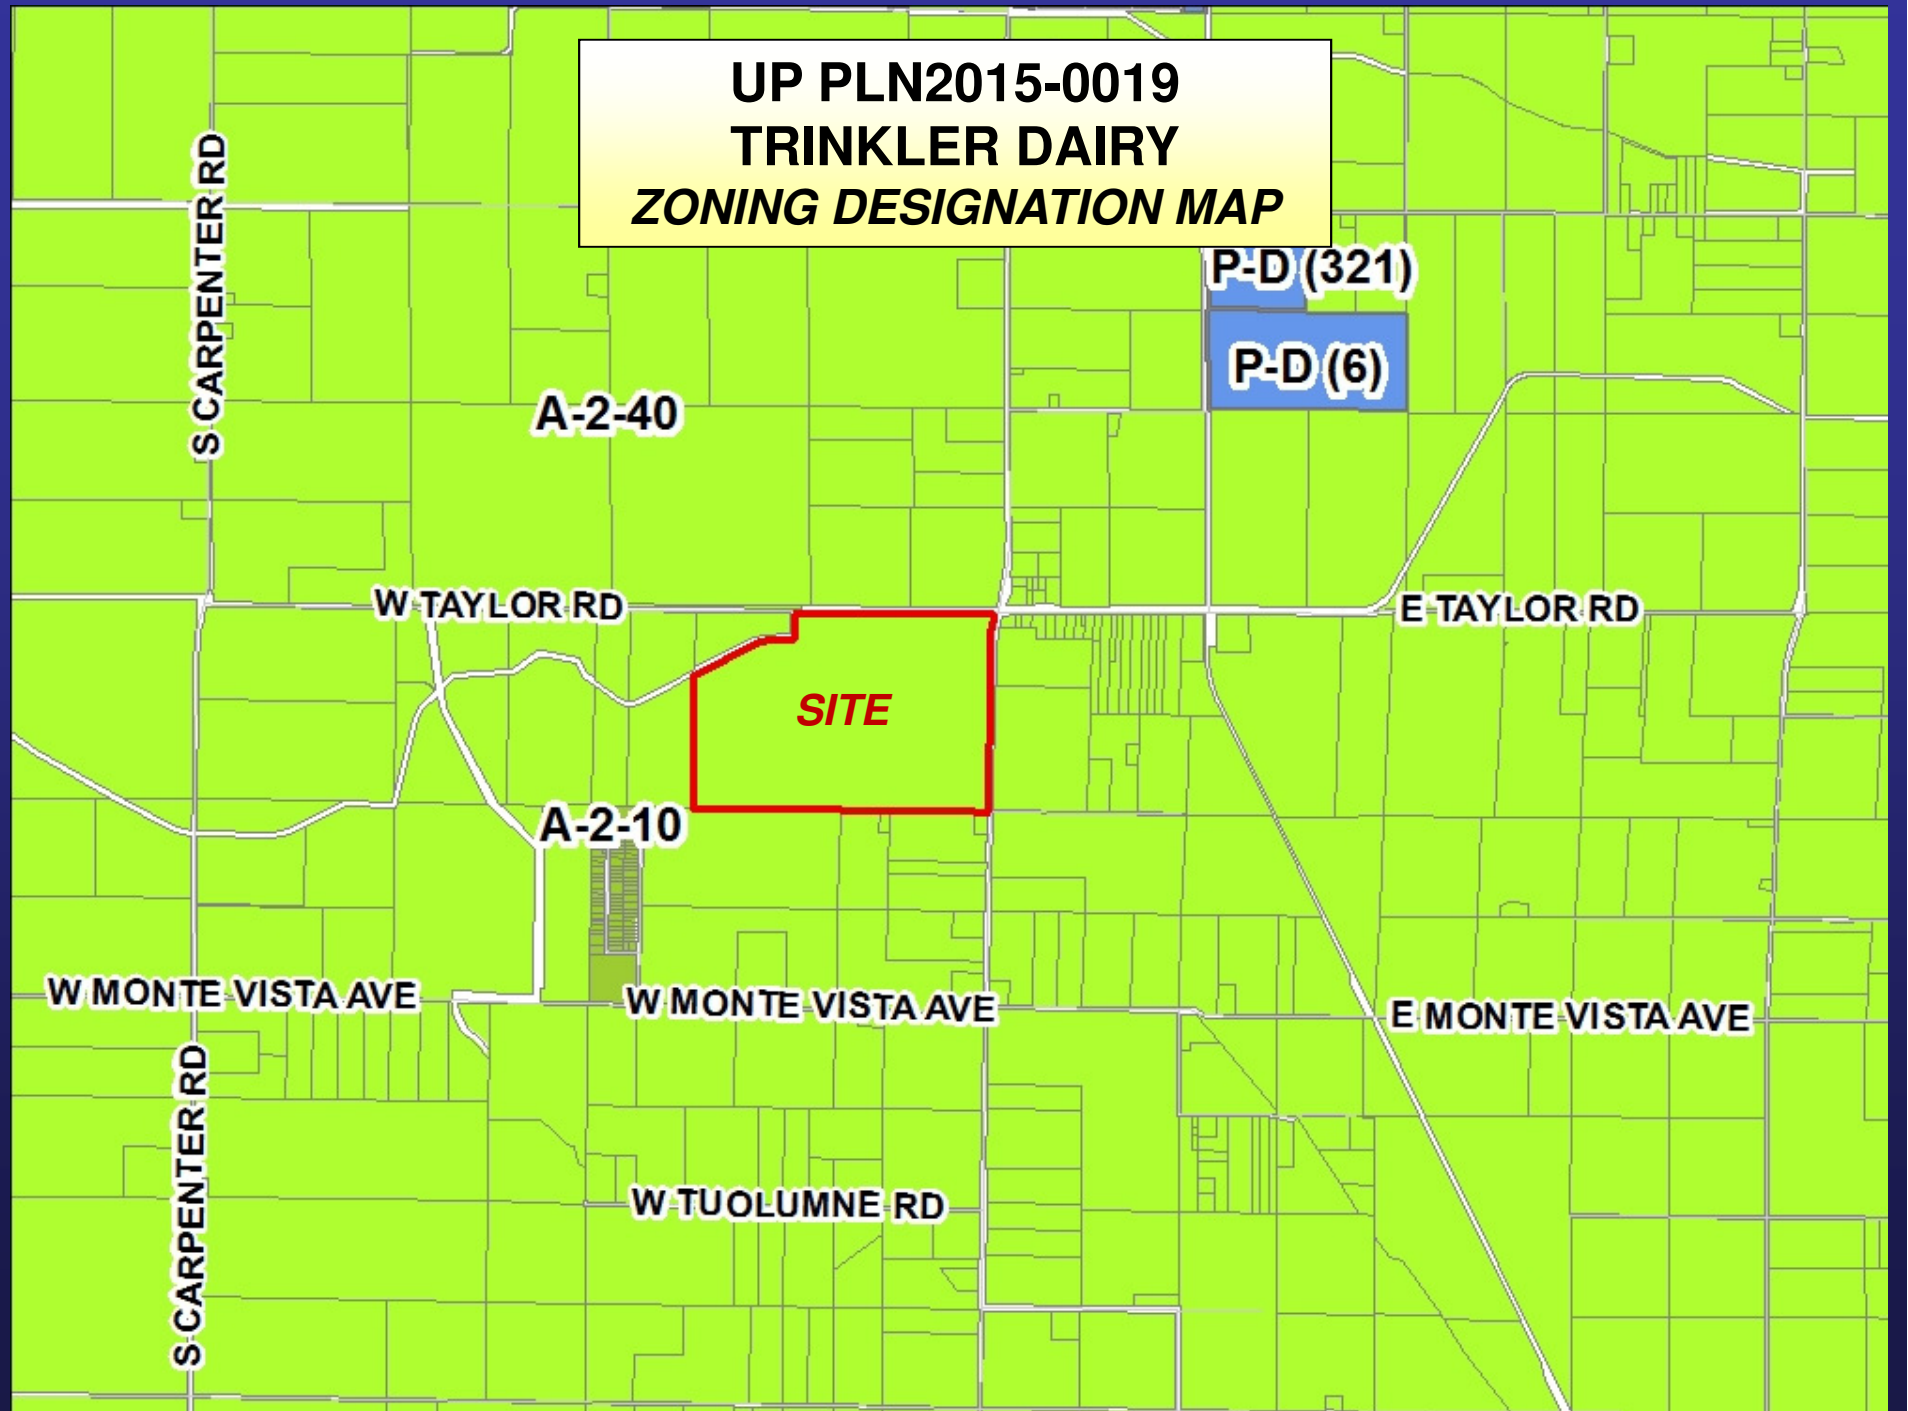 UP PLN2015-0019
TRINKLER DAIRY
ZONING DESIGNATION MAP
S CARPENTER RD
P-D (321)
P-D (6)
A-2-40
W TAYLOR RD
E TAYLOR RD
SITE
A-2-10
W MONTE VISTA AVE
W MONTE VISTA AVE
E MONTE VISTA AVE
S CARPENTER RD
W TUOLUMNE RD